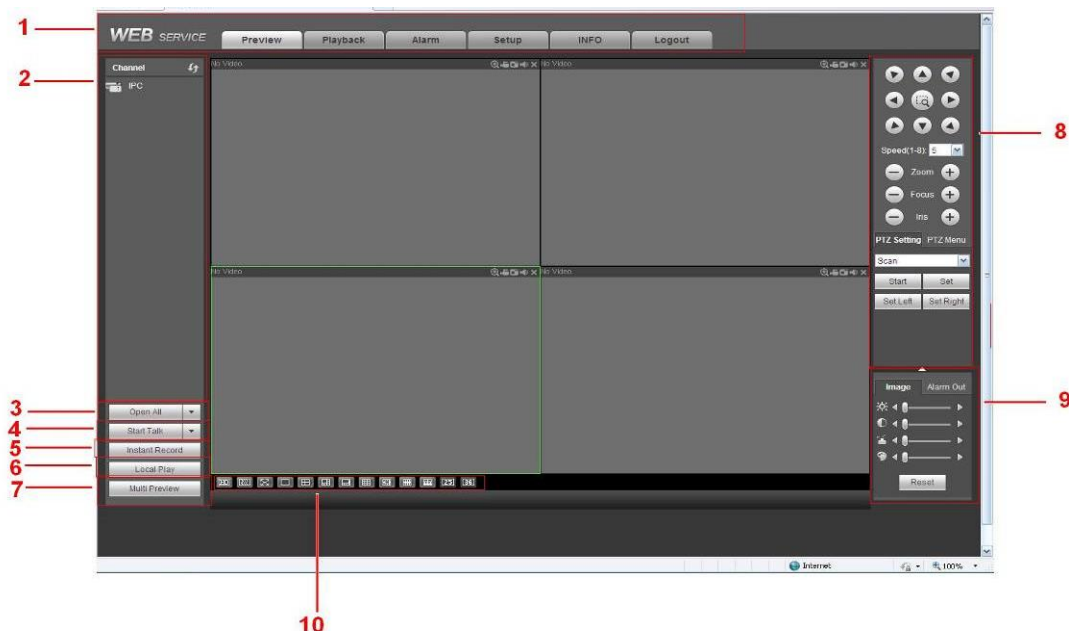 1
WEB SERVICE
Preview Playback Alarm Setup INFO Logout
2
Channel
IPC
No Video
No Video
No Video
No Video
3
Open All
4
Start Talk
5
Instant Record
6
Local Play
7
Multi Preview
8
Speed(1-8): 5
Zoom
Focus
Iris
PTZ Setting PTZ Menu
Scan
Start Set
Set Left Set Right
9
Image Alarm Out
Reset
25 36
Internet 100%
10